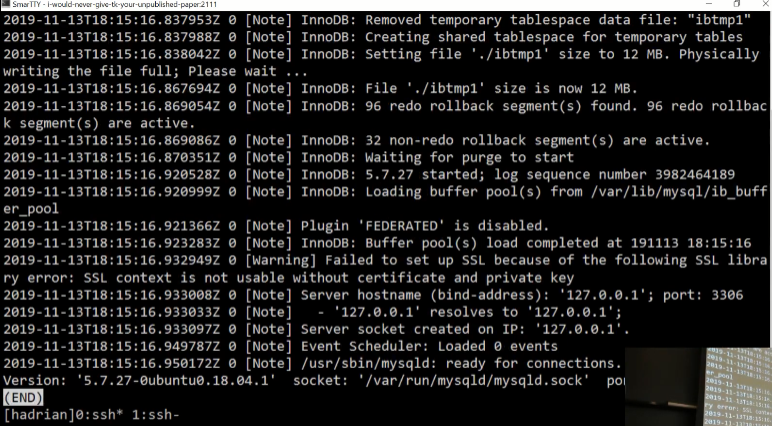 SmarTTY - i-would-never-give-tk-your-unpublished-paper:2111
2019-11-13T18:15:16.837953Z 0 [Note] InnoDB: Removed temporary tablespace data file: "ibtmp1"
2019-11-13T18:15:16.837988Z 0 [Note] InnoDB: Creating shared tablespace for temporary tables
2019-11-13T18:15:16.838042Z 0 [Note] InnoDB: Setting file './ibtmp1' size to 12 MB. Physically
writing the file full; Please wait ...
2019-11-13T18:15:16.867694Z 0 [Note] InnoDB: File './ibtmp1' size is now 12 MB.
2019-11-13T18:15:16.869054Z 0 [Note] InnoDB: 96 redo rollback segment(s) found. 96 redo rollbac
k segment(s) are active.
2019-11-13T18:15:16.869086Z 0 [Note] InnoDB: 32 non-redo rollback segment(s) are active.
2019-11-13T18:15:16.870351Z 0 [Note] InnoDB: Waiting for purge to start
2019-11-13T18:15:16.920528Z 0 [Note] InnoDB: 5.7.27 started; log sequence number 3982464189
2019-11-13T18:15:16.920999Z 0 [Note] InnoDB: Loading buffer pool(s) from /var/lib/mysql/ib_buff
er_pool
2019-11-13T18:15:16.921366Z 0 [Note] Plugin 'FEDERATED' is disabled.
2019-11-13T18:15:16.923283Z 0 [Note] InnoDB: Buffer pool(s) load completed at 191113 18:15:16
2019-11-13T18:15:16.932949Z 0 [Warning] Failed to set up SSL because of the following SSL libra
ry error: SSL context is not usable without certificate and private key
2019-11-13T18:15:16.933008Z 0 [Note] Server hostname (bind-address): '127.0.0.1'; port: 3306
2019-11-13T18:15:16.933033Z 0 [Note]   - '127.0.0.1' resolves to '127.0.0.1';
2019-11-13T18:15:16.933097Z 0 [Note] Server socket created on IP: '127.0.0.1'.
2019-11-13T18:15:16.949787Z 0 [Note] Event Scheduler: Loaded 0 events
2019-11-13T18:15:16.950172Z 0 [Note] /usr/sbin/mysqld: ready for connections.
Version: '5.7.27-0ubuntu0.18.04.1'  socket: '/var/run/mysqld/mysqld.sock'  po
(END)
[hadrian]0:ssh* 1:ssh-